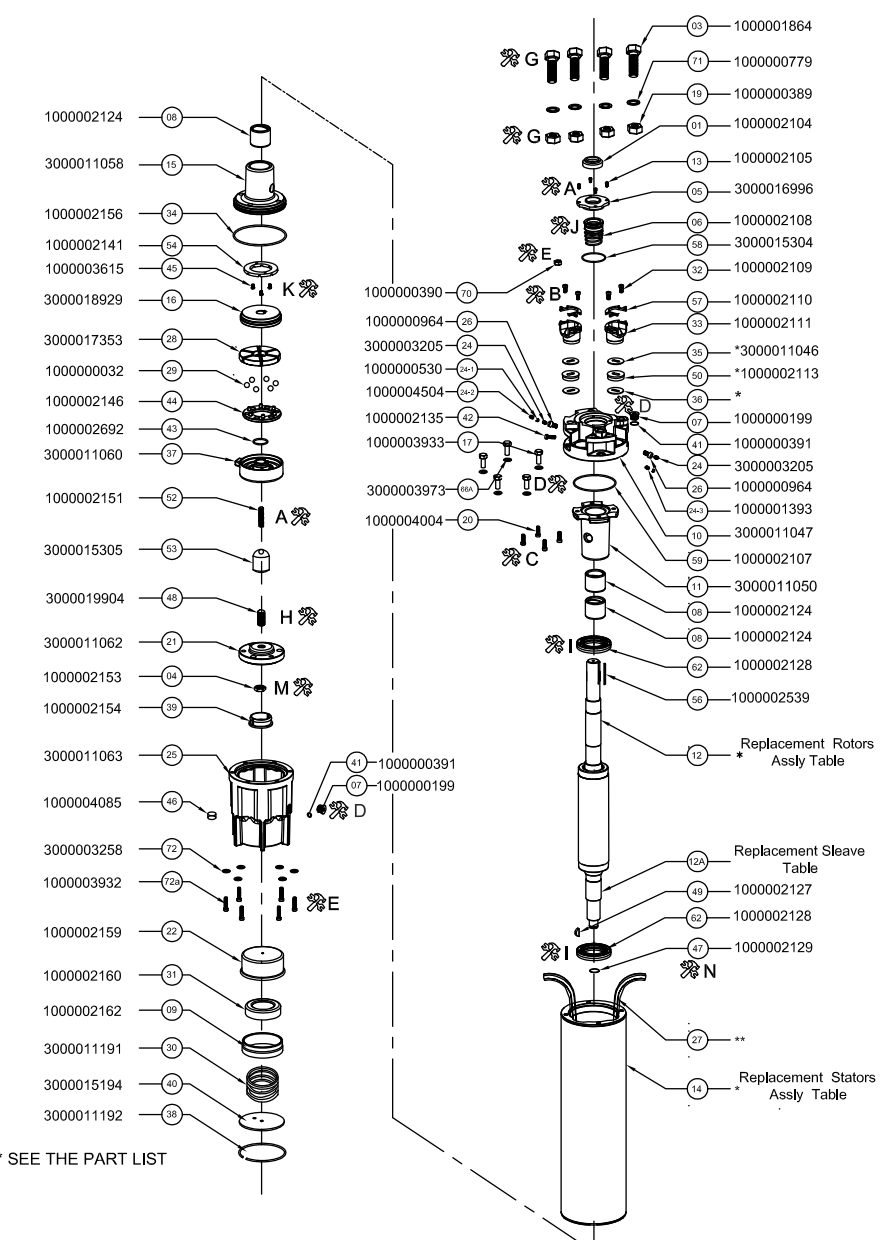 1000002124 08
3000011058 15
1000002156 34
1000002141 54
1000003615 45
K
3000018929 16
3000017353 28
1000000032 29
1000002146 44
1000002692 43
3000011060 37
1000002151 52
A
3000015305 53
3000019904 48
H
3000011062 21
1000002153 04
M
1000002154 39
3000011063 25
41 1000000391
07 1000000199
D
1000004085 46
3000003258 72
1000003932 72a
E
1000002159 22
1000002160 31
1000002162 09
3000011191 30
3000015194 40
3000011192 38
* SEE THE PART LIST
G
03 1000001864
71 1000000779
19 1000000389
G
01 1000002104
13 1000002105
A
05 3000016996
J
06 1000002108
58 3000015304
E
1000000390 70
32 1000002109
B
57 1000002110
1000000964 26
33 1000002111
3000003205 24
35 *3000011046
1000000530 24-1
50 *1000002113
1000004504 24-2
36 *
D
1000002135 42
07 1000000199
1000003933 17
41 1000000391
24 3000003205
3000003973 66A
D
26 1000000964
24-3 1000001393
1000004004 20
10 3000011047
C
59 1000002107
11 3000011050
08 1000002124
08 1000002124
I
62 1000002128
56 1000002539
12 * Replacement Rotors
Assly Table
12A Replacement Sleave
Table
49 1000002127
62 1000002128
I
47 1000002129
N
27 **
14 * Replacement Stators
Assly Table